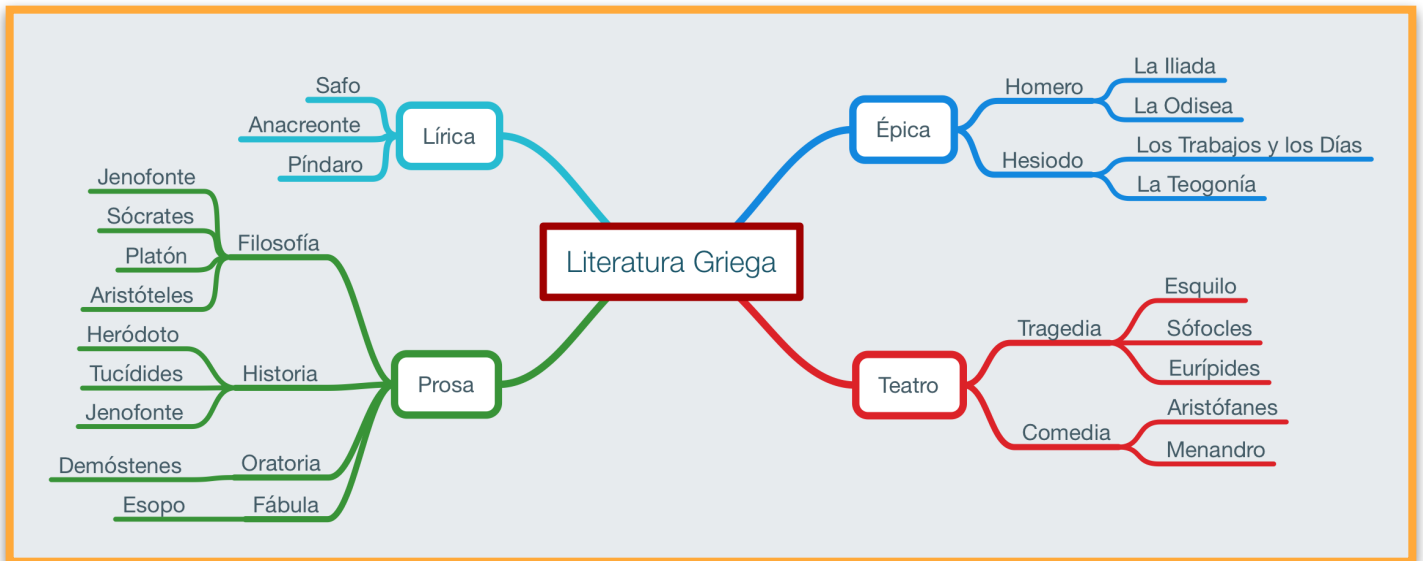 Literatura Griega
Lírica
Safo
Anacreonte
Píndaro
Épica
Homero
La Iliada
La Odisea
Hesiodo
Los Trabajos y los Días
La Teogonía
Prosa
Filosofía
Jenofonte
Sócrates
Platón
Aristóteles
Historia
Heródoto
Tucídides
Jenofonte
Oratoria
Demóstenes
Fábula
Esopo
Teatro
Tragedia
Esquilo
Sófocles
Eurípides
Comedia
Aristófanes
Menandro